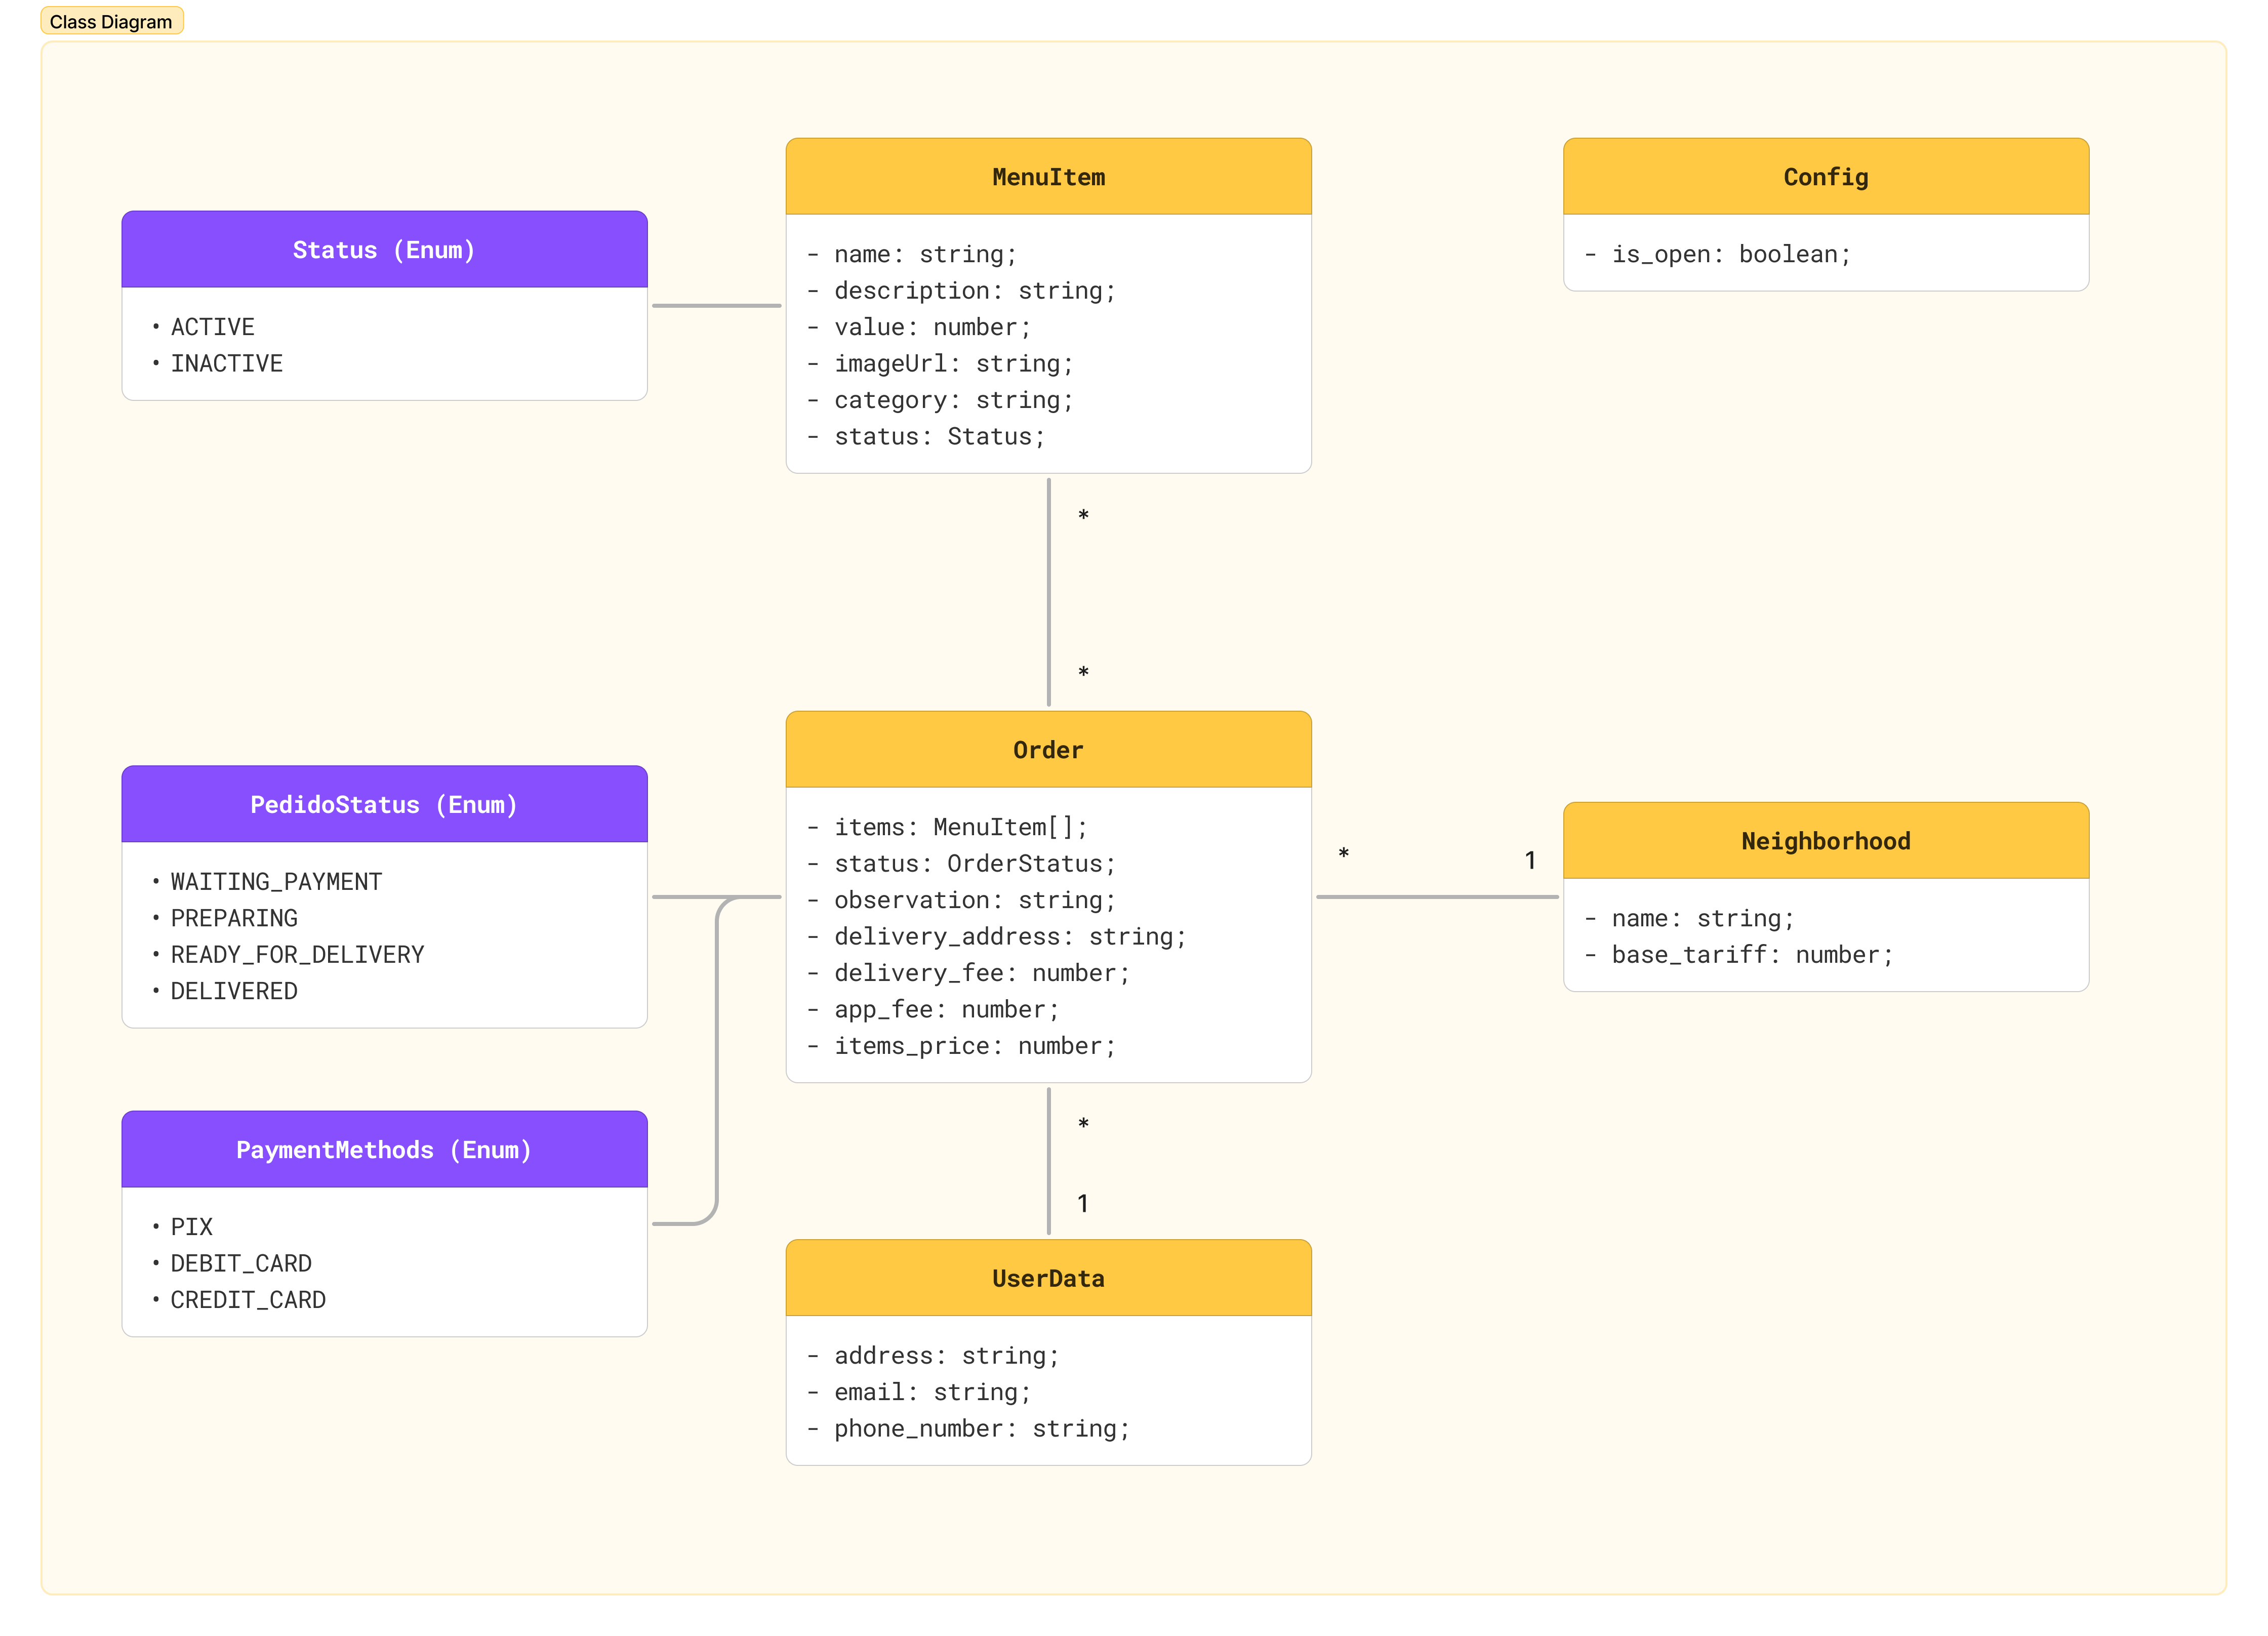 Class Diagram
Status (Enum)
• ACTIVE
• INACTIVE
MenuItem
- name: string;
- description: string;
- value: number;
- imageUrl: string;
- category: string;
- status: Status;
Config
- is_open: boolean;
*
*
PedidoStatus (Enum)
• WAITING_PAYMENT
• PREPARING
• READY_FOR_DELIVERY
• DELIVERED
Order
- items: MenuItem[];
- status: OrderStatus;
- observation: string;
- delivery_address: string;
- delivery_fee: number;
- app_fee: number;
- items_price: number;
*
1
Neighborhood
- name: string;
- base_tariff: number;
PaymentMethods (Enum)
• PIX
• DEBIT_CARD
• CREDIT_CARD
*
1
UserData
- address: string;
- email: string;
- phone_number: string;